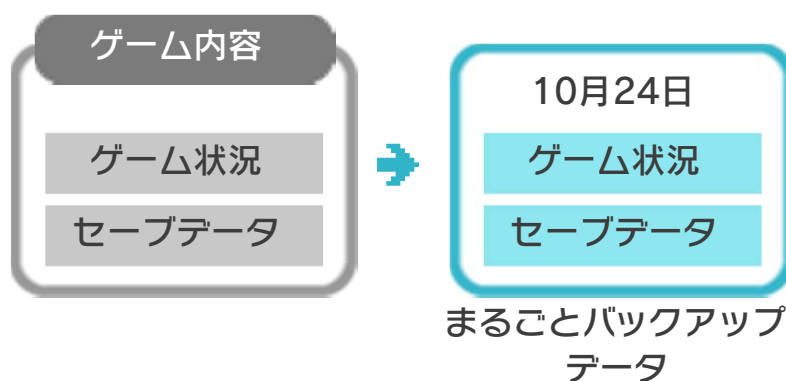 ゲーム内容
ゲーム状況
セーブデータ
10月24日
ゲーム状況
セーブデータ
まるごとバックアップ
データ